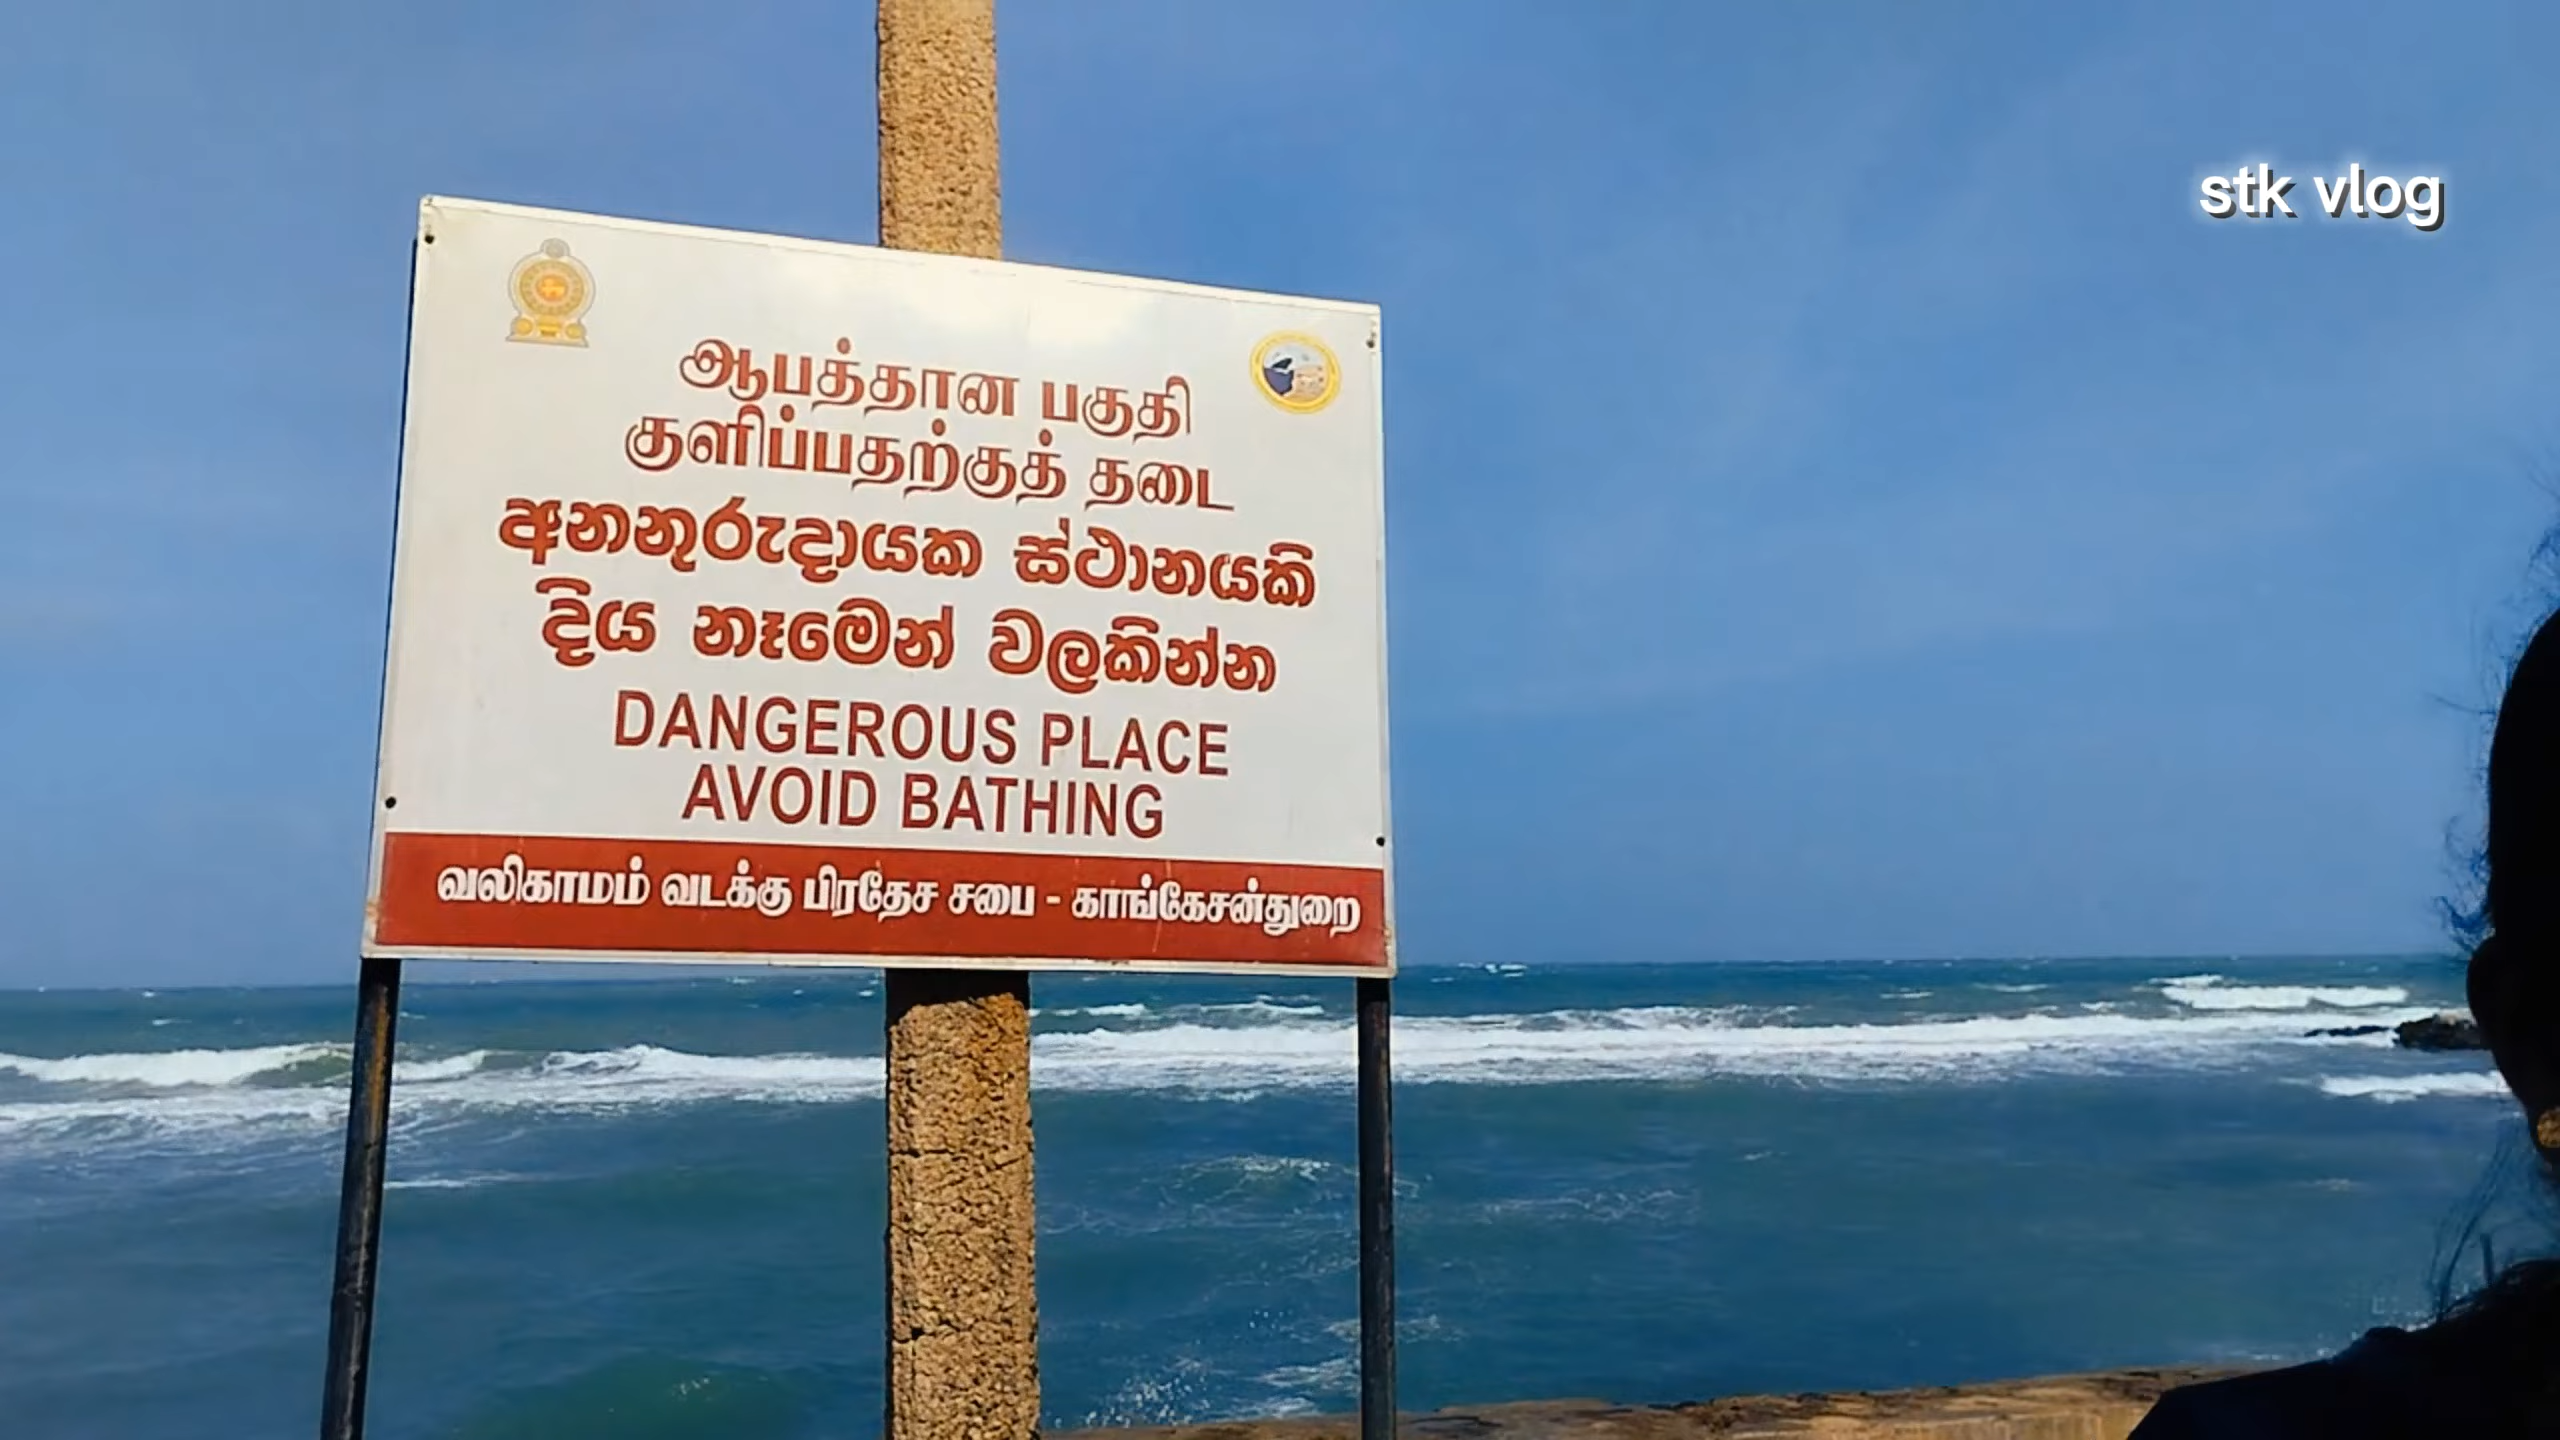 stk vlog
ஆபத்தான பகுதி
குளிப்பதற்குத் தடை
අනනුරුදායක ස්ථානයකි
දිය නෑමෙන් වලකින්න
DANGEROUS PLACE
AVOID BATHING
வலிகாமம் வடக்கு பிரதேச சபை - காங்கேசன்துறை